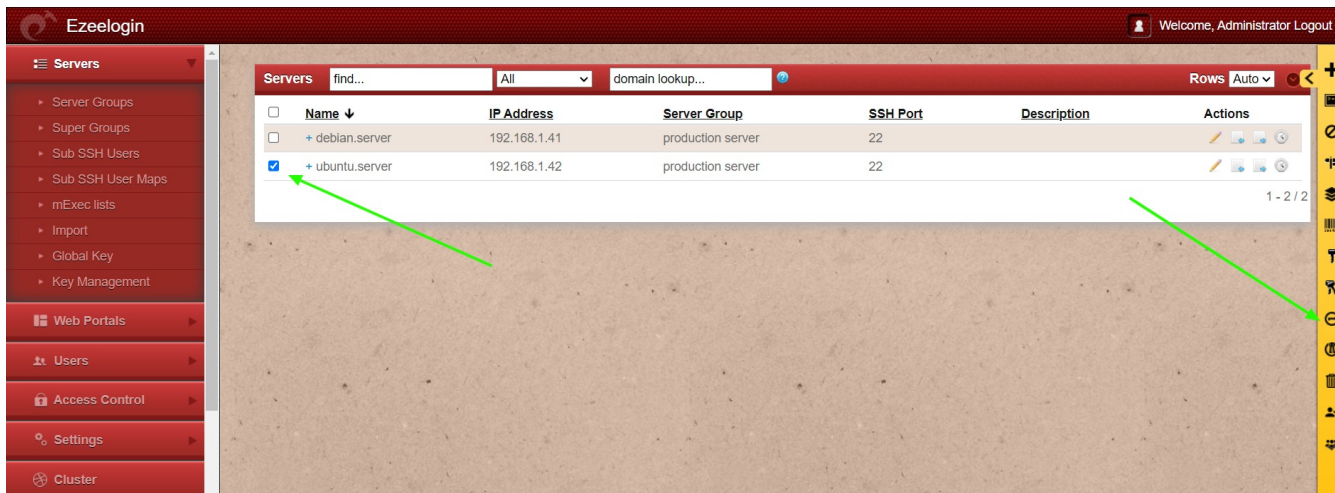 Ezeelogin
Welcome, Administrator Logout
Servers
Server Groups
Super Groups
Sub SSH Users
Sub SSH User Maps
mExec lists
Import
Global Key
Key Management
Web Portals
Users
Access Control
Settings
Cluster
Servers find... All domain lookup... Rows Auto
Name ↓ IP Address Server Group SSH Port Description Actions
+ debian.server 192.168.1.41 production server 22
+ ubuntu.server 192.168.1.42 production server 22
1 - 2 / 2